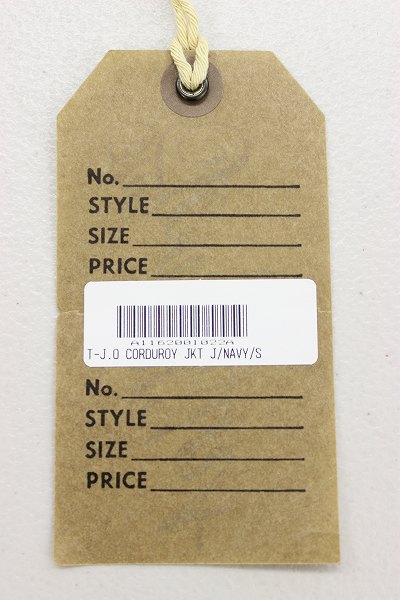 No.
STYLE
SIZE
PRICE
A1162001022A
T-J.O CORDUROY JKT J/NAVY/S
No.
STYLE
SIZE
PRICE